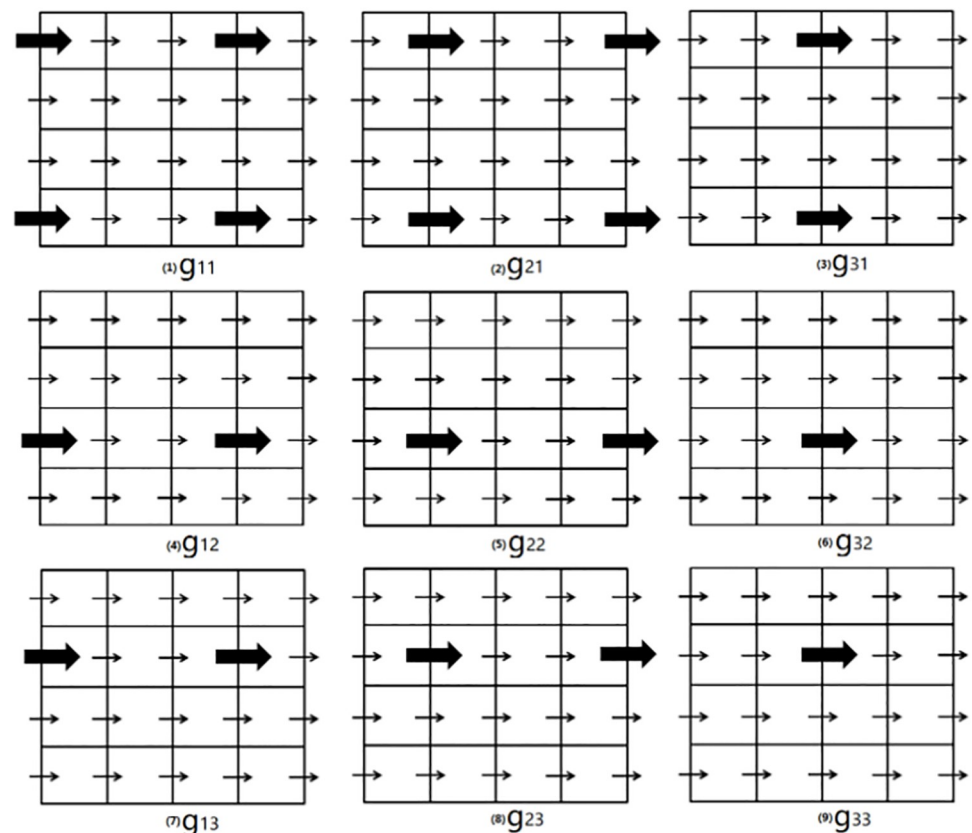 (1) g11
(2) g21
(3) g31
(4) g12
(5) g22
(6) g32
(7) g13
(8) g23
(9) g33